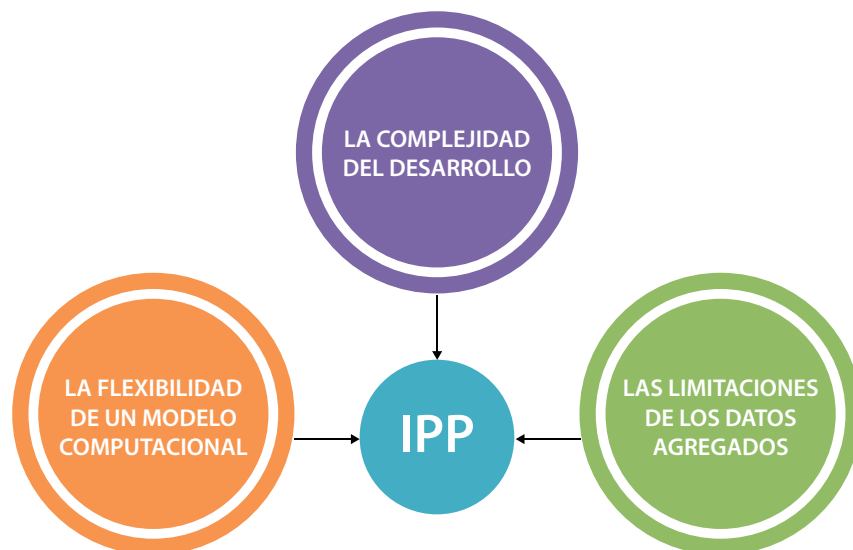 LA COMPLEJIDAD
DEL DESARROLLO
LA FLEXIBILIDAD
DE UN MODELO
COMPUTACIONAL
IPP
LAS LIMITACIONES
DE LOS DATOS
AGREGADOS